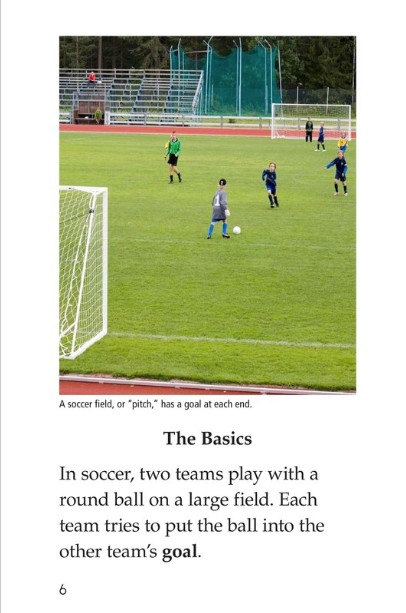 A soccer field, or “pitch,” has a goal at each end.
The Basics
In soccer, two teams play with a
round ball on a large field. Each
team tries to put the ball into the
other team’s goal.
6